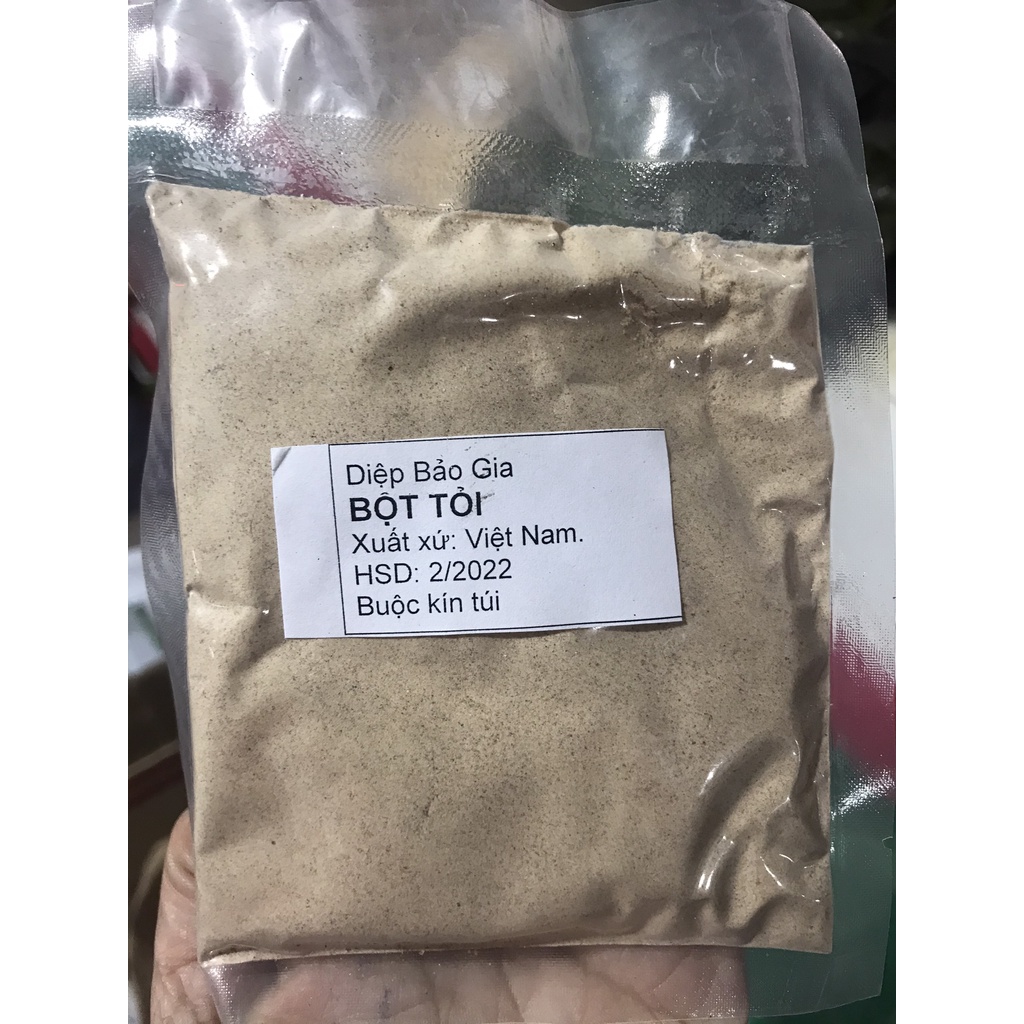 Diệp Bảo Gia
BỘT TỎI
Xuất xứ: Việt Nam.
HSD: 2/2022
Buộc kín túi